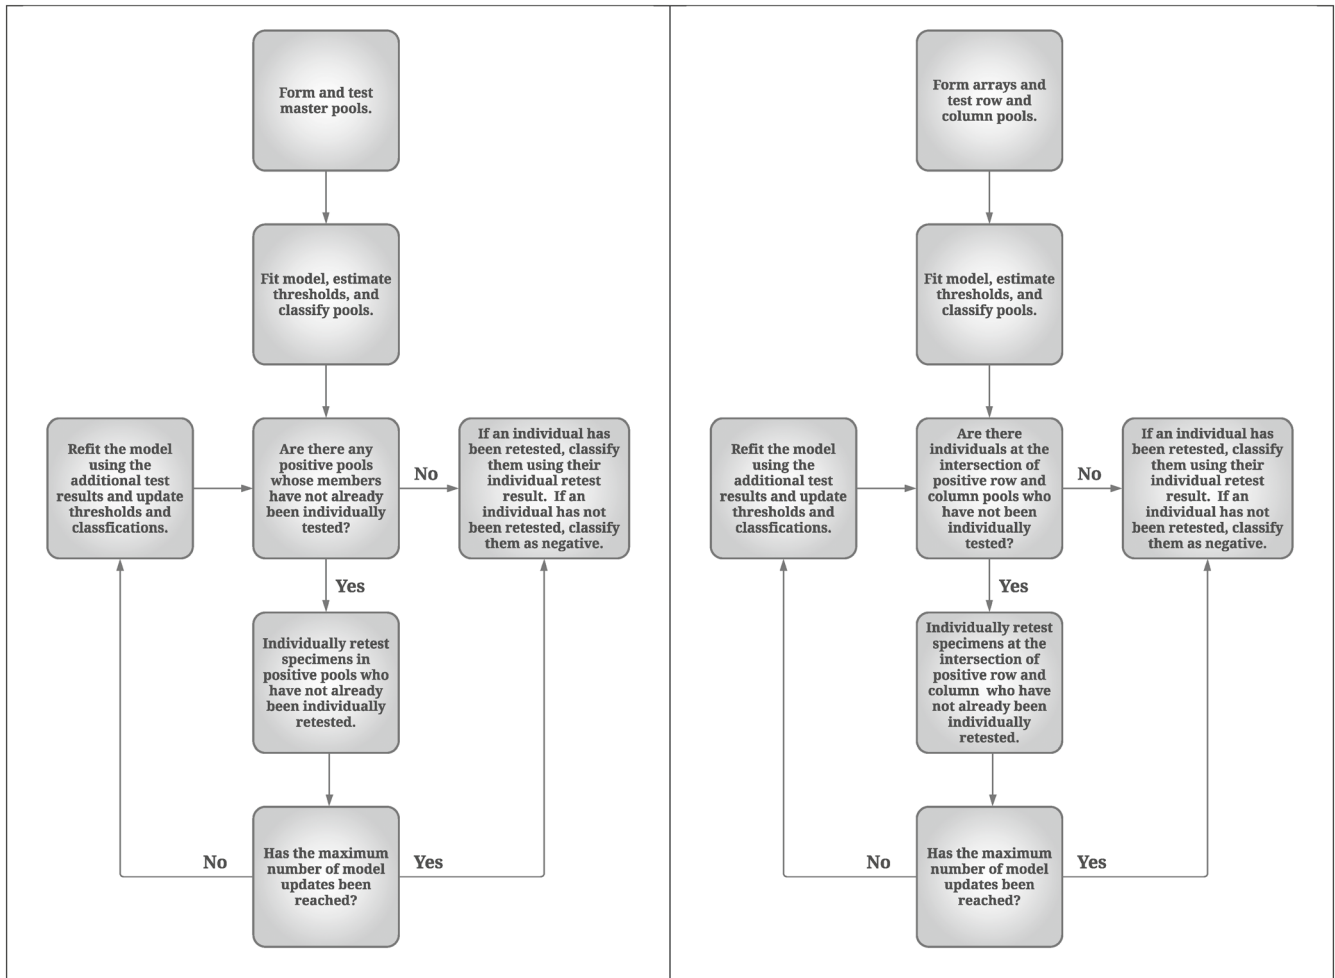 Form and test
master pools.
Fit model, estimate
thresholds, and
classify pools.
Refit the model
using the
additional test
results and update
thresholds and
classfications.
Are there any
positive pools
whose members
have not already
been individually
tested?
No
If an individual has
been retested, classify
them using their
individual retest
result. If an
individual has not
been retested, classify
them as negative.
Yes
Individually retest
specimens in
positive pools who
have not already
been individually
retested.
No
Has the maximum
number of model
updates been
reached?
Yes
Form arrays and
test row and
column pools.
Fit model, estimate
thresholds, and
classify pools.
Refit the model
using the
additional test
results and update
thresholds and
classfications.
Are there
individuals at the
intersection of
positive row and
column pools who
have not been
individually
tested?
No
If an individual has
been retested, classify
them using their
individual retest
result. If an
individual has not
been retested, classify
them as negative.
Yes
Individually retest
specimens at the
intersection of
positive row and
column who have
not already been
individually
retested.
No
Has the maximum
number of model
updates been
reached?
Yes